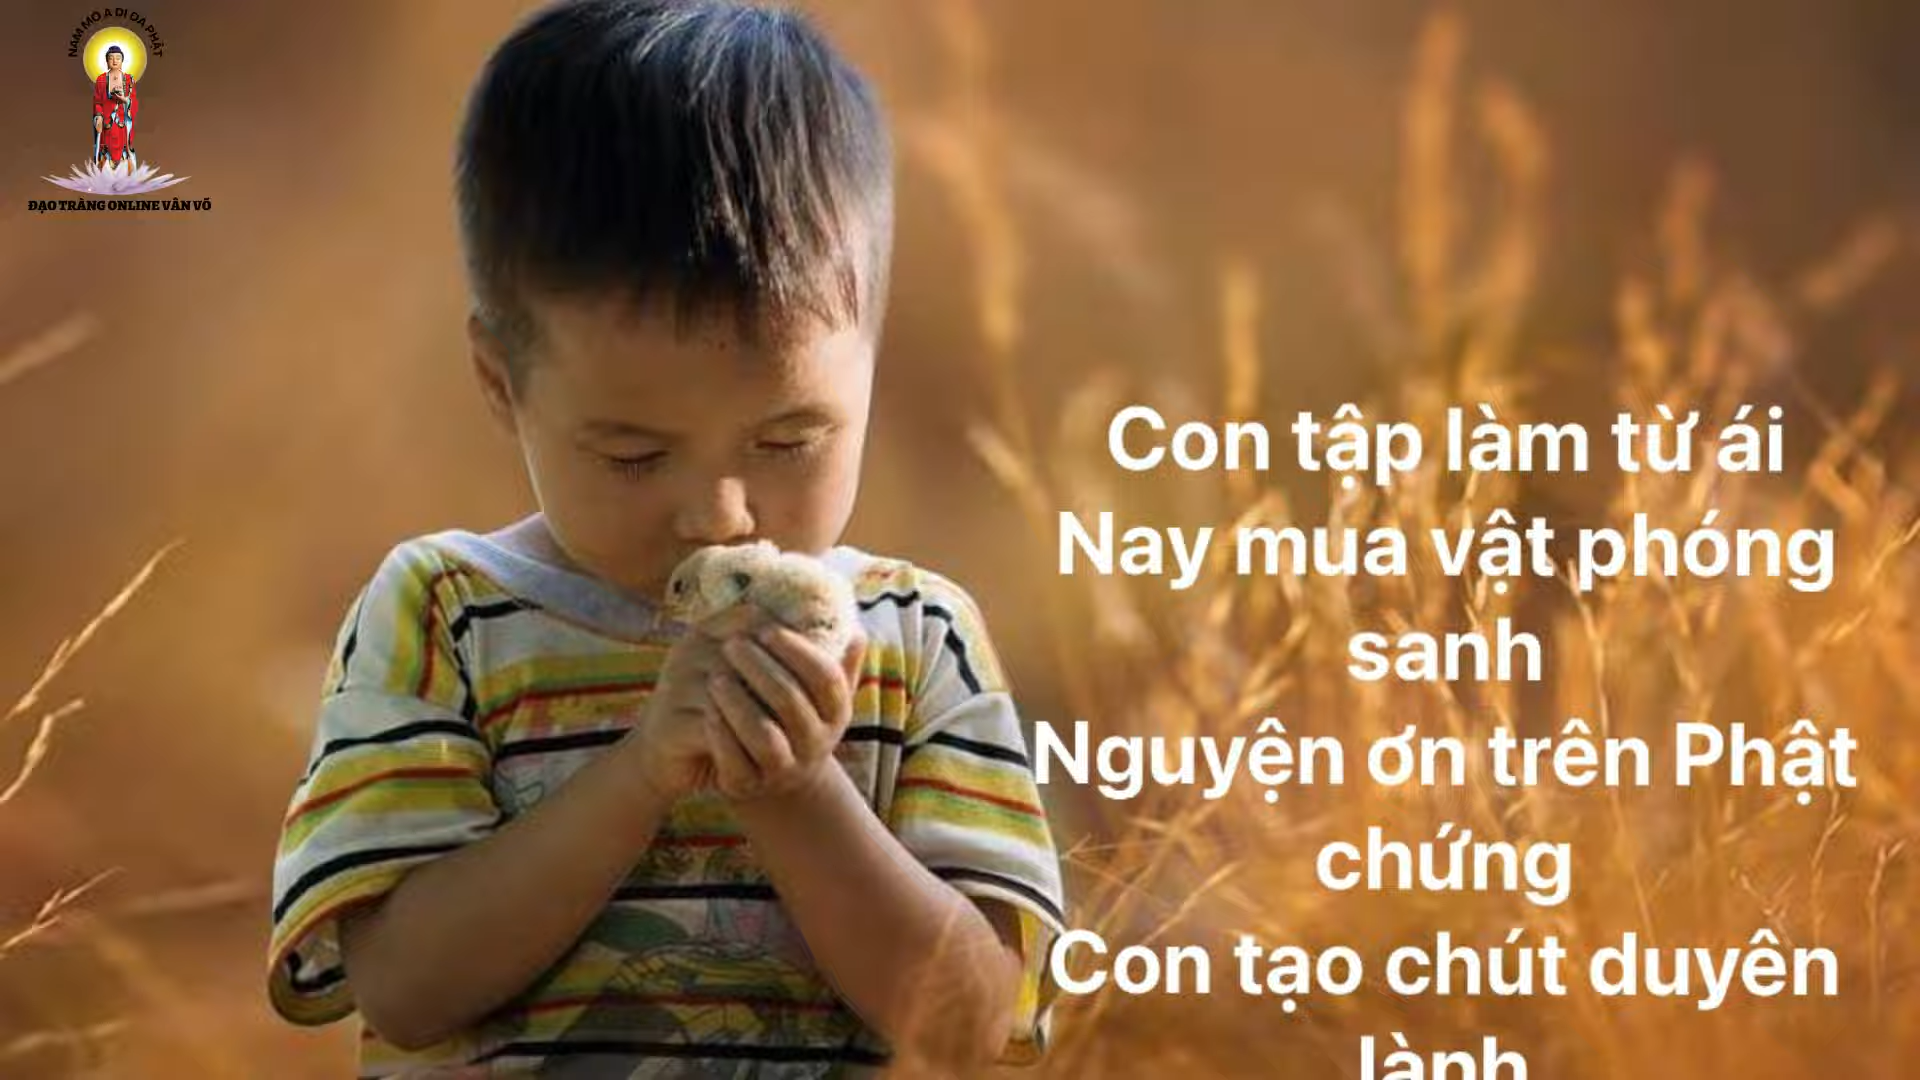 NAM MÔ A DI ĐÀ PHẬT
ĐẠO TRÀNG ONLINE VÂN VÕ
Con tập làm từ ái
Nay mua vật phóng
sanh
Nguyện ơn trên Phật
chứng
Con tạo chút duyên
lành